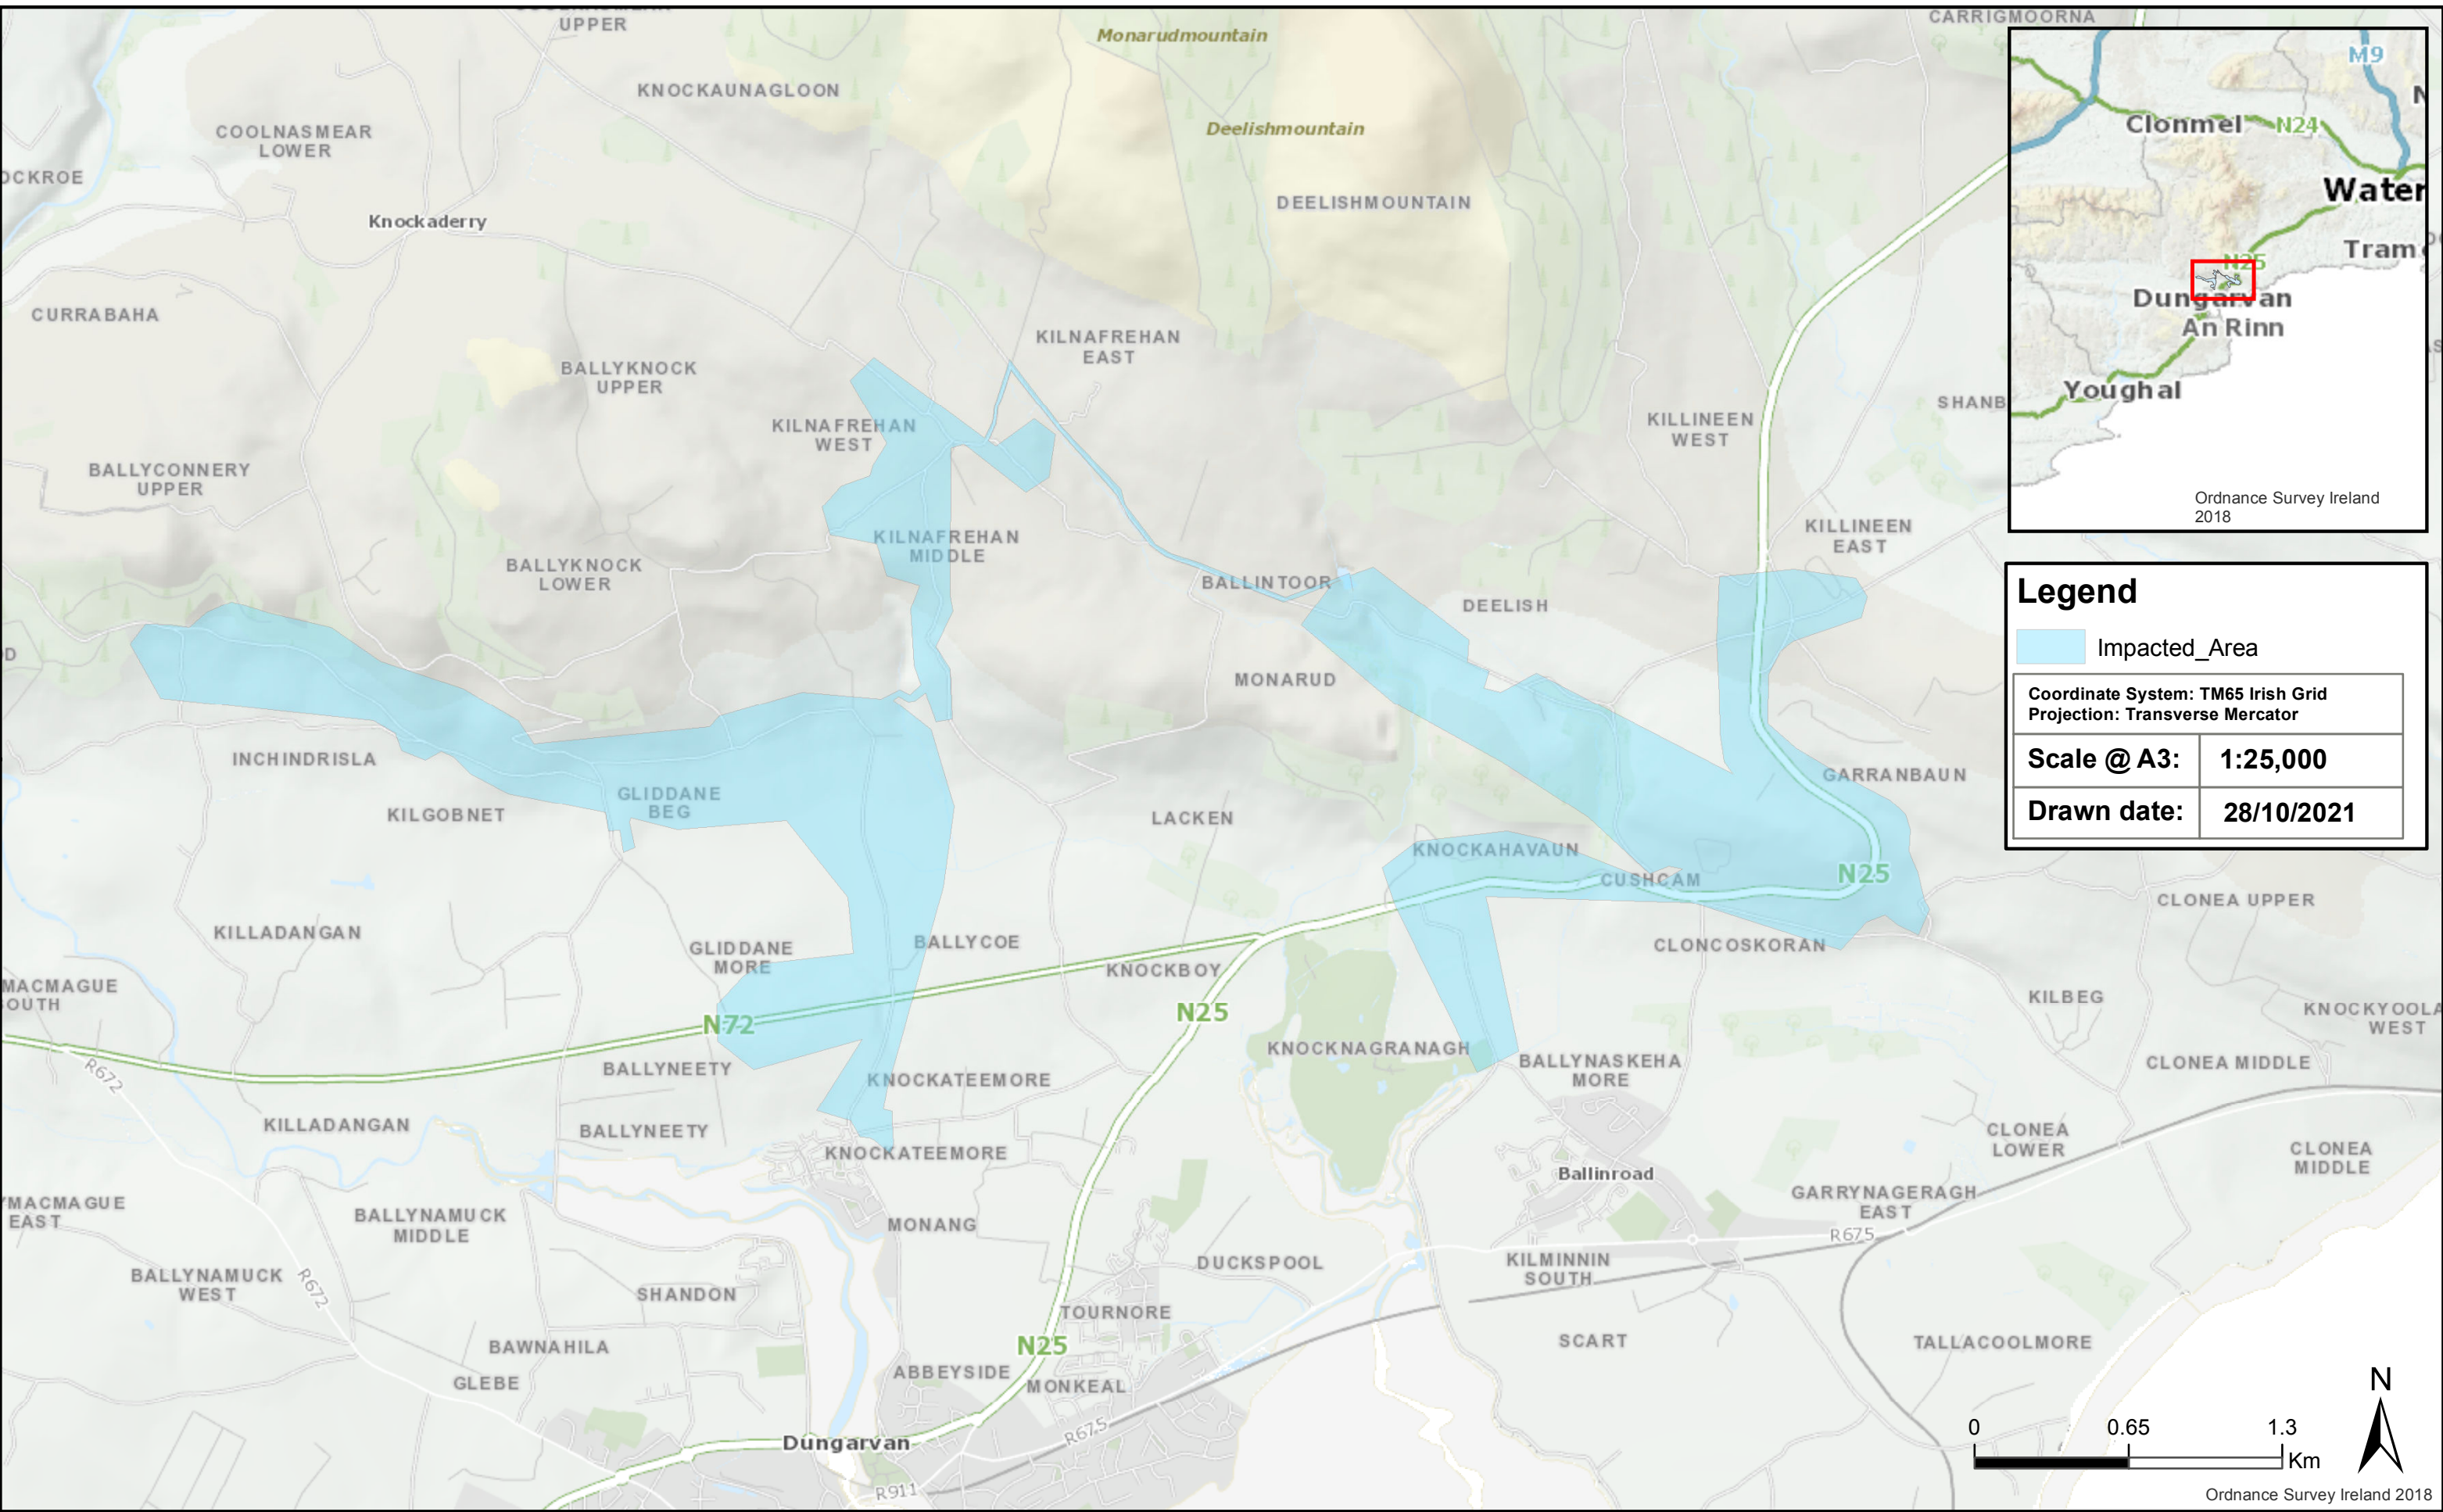 UPPER
Monarudmountain
CARRIGMOORNA
KNOCKAUNAGLOON
Deelishmountain
COOLNASMEAR
LOWER
DEELISHMOUNTAIN
Knockaderry
CURRABAHA
KILNAFREHAN
EAST
BALLYKNOCK
UPPER
KILNAFREHAN
WEST
KILLINEEN
WEST
BALLYCONNERY
UPPER
KILNAFREHAN
MIDDLE
KILLINEEN
EAST
BALLYKNOCK
LOWER
BALLINTOOR
DEELISH
MONARUD
INCHINDRISLA
GARRANBAUN
GLIDDANE
BEG
KILGOBNET
LACKEN
KNOCKAHAVAUN
CUSHCAM
N25
CLONEA UPPER
KILLADANGAN
GLIDDANE
MORE
BALLYCOE
CLONCOSKORAN
KNOCKBOY
MACMAGUE
KILBEG
N25
N72
KNOCKYOOLA
WEST
R672
BALLYNEETY
KNOCKATEEMORE
KNOCKNAGRANAGH
BALLYNASKEHA
MORE
CLONEA MIDDLE
KILLADANGAN
BALLYNEETY
KNOCKATEEMORE
CLONEA
LOWER
CLONEA
MIDDLE
Ballinroad
GARRYNAGERAGH
EAST
MACMAGUE
EAST
BALLYNAMUCK
MIDDLE
MONANG
R675
BALLYNAMUCK
WEST
R672
SHANDON
DUCKSPOOL
KILMINNIN
SOUTH
TOURNORE
N25
BAWNAHILA
SCART
TALLACOOLMORE
GLEBE
ABBEYSIDE
MONKEAL
Dungarvan
R675
R911
M9
Clonmel
N24
Water
Tram
N25
Dungarvan
An Rinn
Youghal
Ordnance Survey Ireland
2018
SHANB
Legend
Impacted_Area
Coordinate System: TM65 Irish Grid
Projection: Transverse Mercator
Scale @ A3: 1:25,000
Drawn date: 28/10/2021
N
0 0.65 1.3
Km
Ordnance Survey Ireland 2018